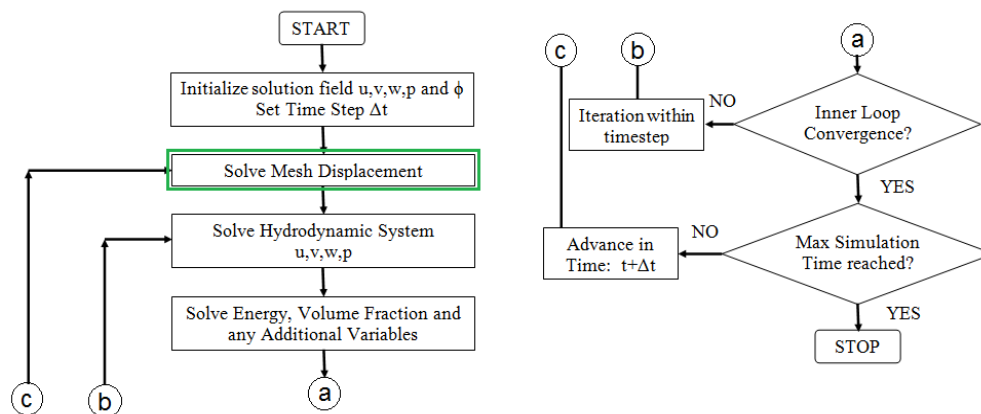 START
Initialize solution field u,v,w,p and ϕ
Set Time Step Δt
Solve Mesh Displacement
Solve Hydrodynamic System
u,v,w,p
Solve Energy, Volume Fraction and
any Additional Variables
c
b
a
c
b
a
Iteration within
timestep
NO
Inner Loop
Convergence?
YES
Advance in
Time: t+Δt
NO
Max Simulation
Time reached?
YES
STOP